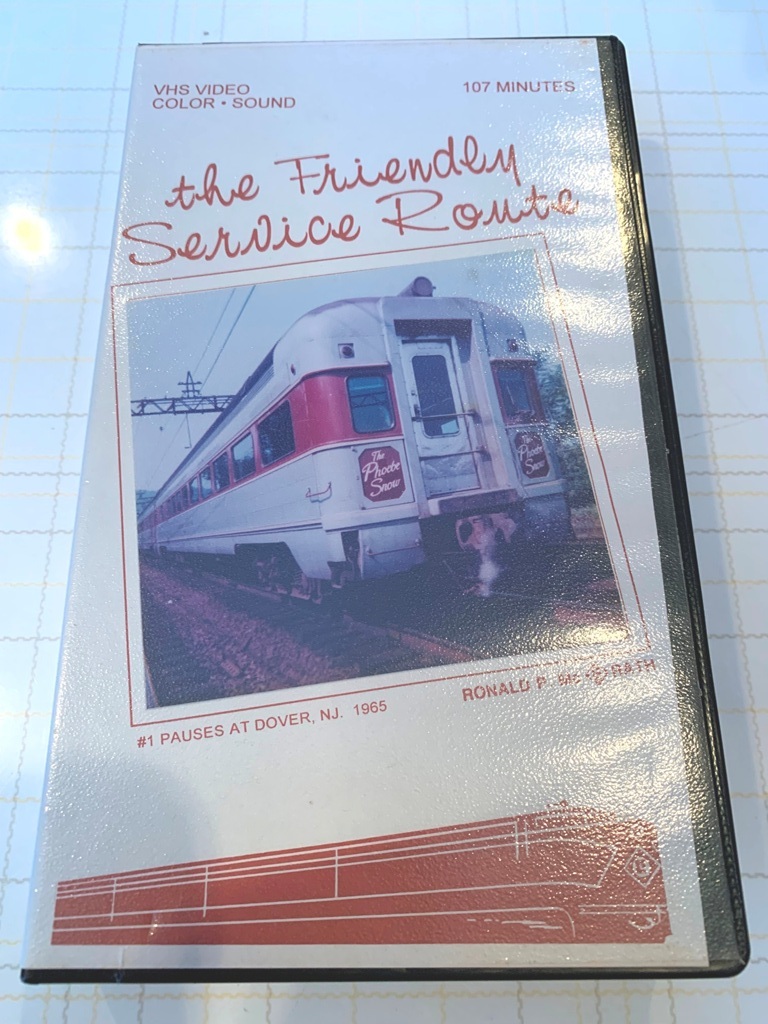 VHS VIDEO
COLOR • SOUND
107 MINUTES
the Friendly
Service Route
The
Phoebe
Snow
The
Phoebe
Snow
RONALD P.
#1 PAUSES AT DOVER, NJ. 1965